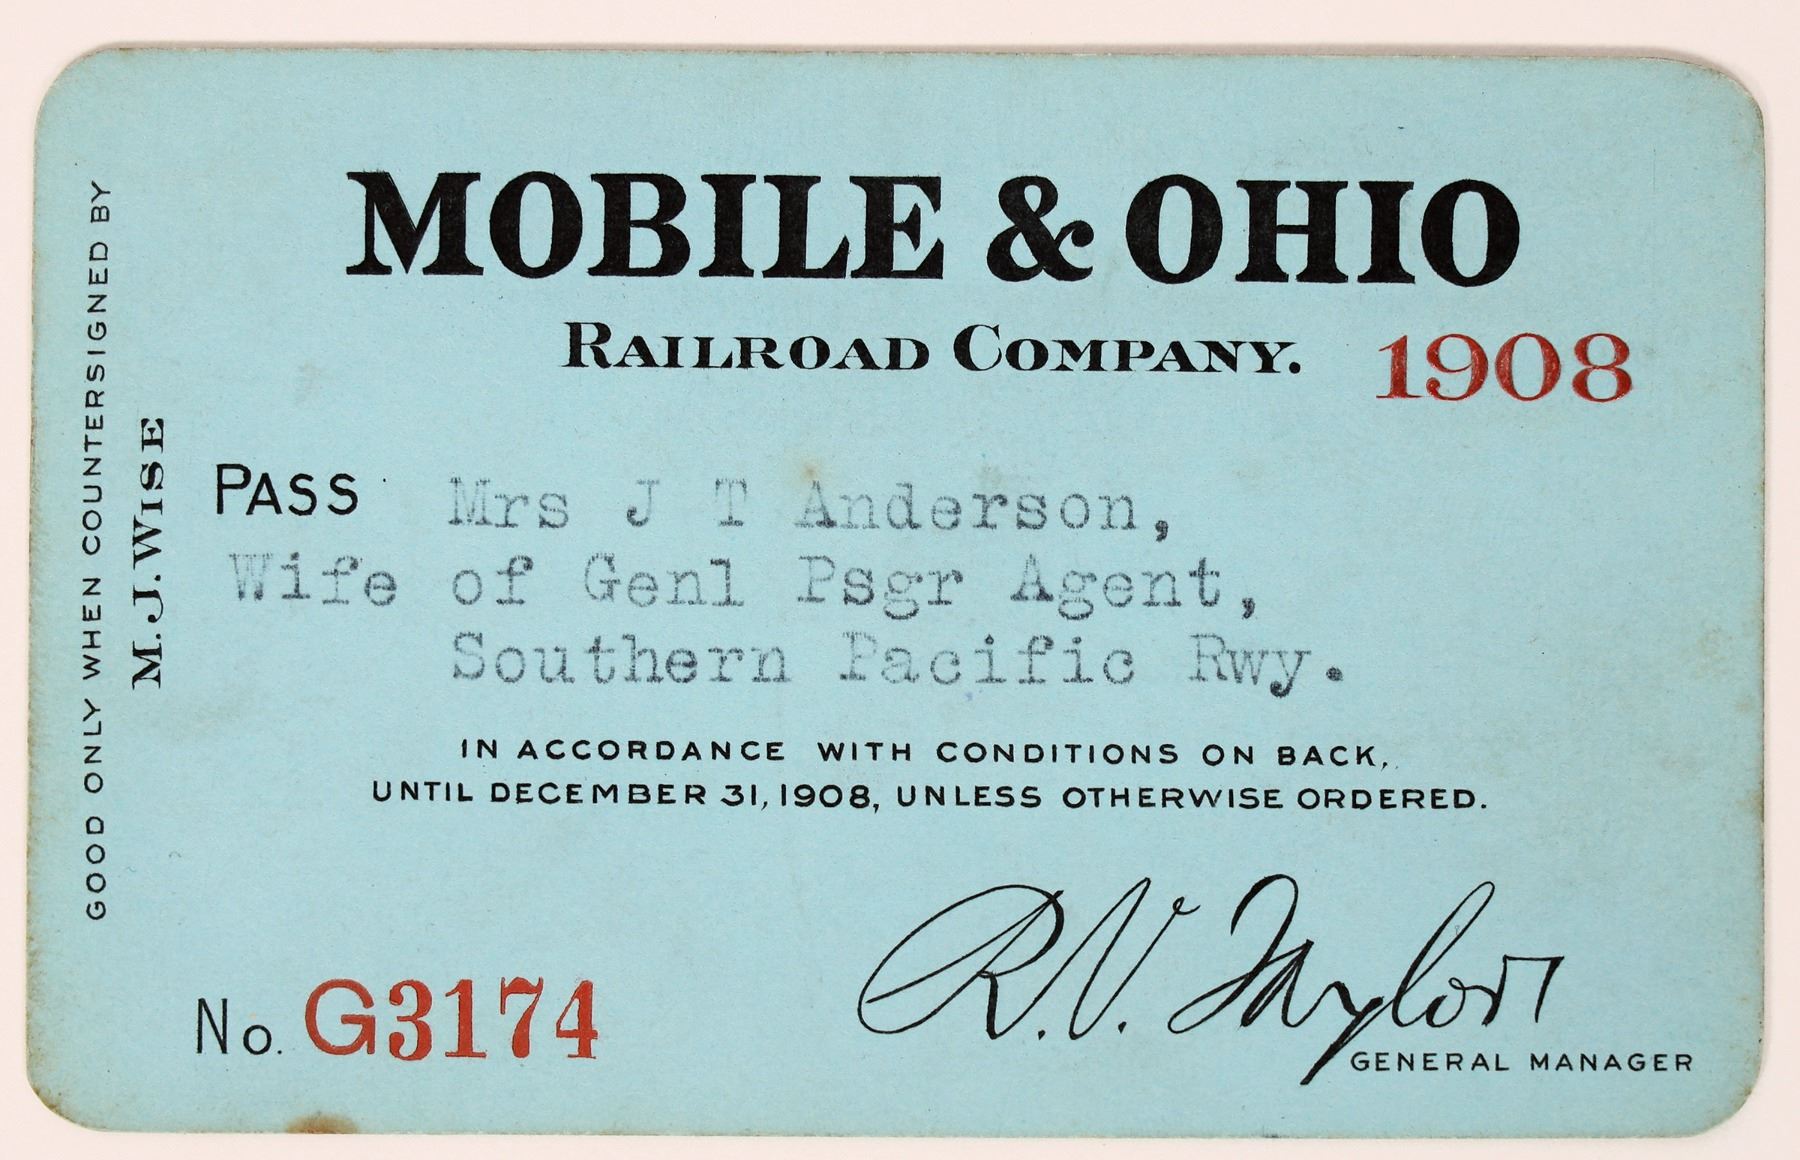 MOBILE & OHIO
RAILROAD COMPANY. 1908
GOOD ONLY WHEN COUNTERSIGNED BY
M.J.WISE
PASS Mrs J T Anderson,
Wife of Genl Psgr Agent,
Southern Pacific Rwy.
IN ACCORDANCE WITH CONDITIONS ON BACK,
UNTIL DECEMBER 31, 1908, UNLESS OTHERWISE ORDERED.
R.V. Taylor
GENERAL MANAGER
No. G3174